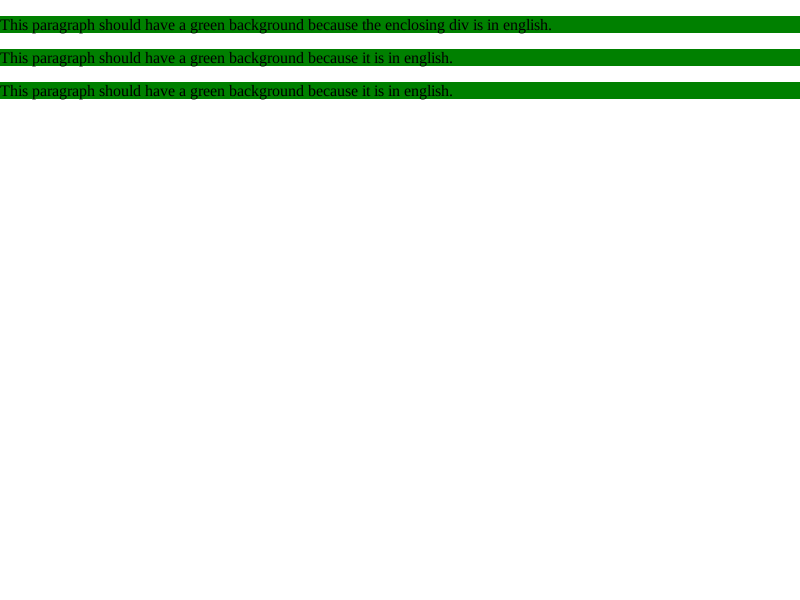 This paragraph should have a green background because the enclosing div is in english.
This paragraph should have a green background because it is in english.
This paragraph should have a green background because it is in english.